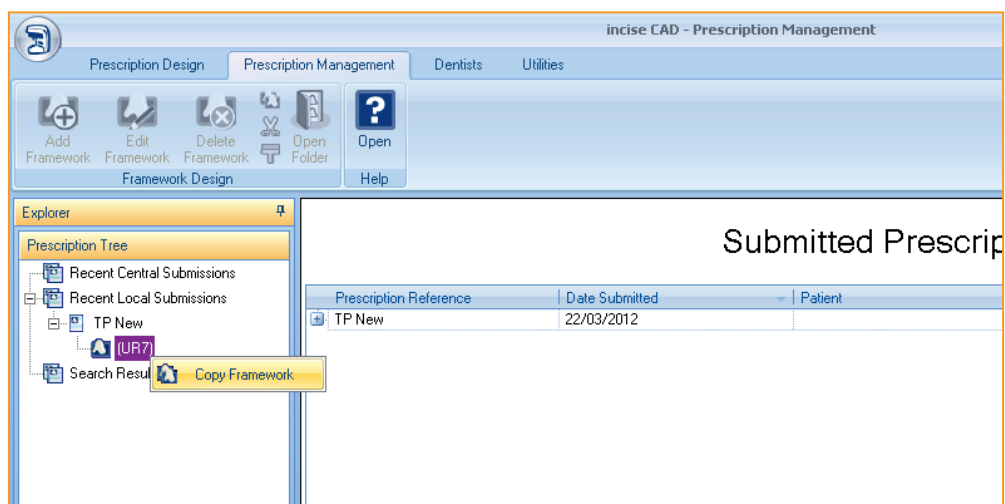 incise CAD - Prescription Management
Prescription Design Prescription Management Dentists Utilities
Add Framework
Edit Framework
Delete Framework
Open Folder
Open
Framework Design
Help
Explorer
Prescription Tree
Recent Central Submissions
Recent Local Submissions
TP New
(UR7)
Search
Copy Framework
Submitted
Prescription Reference Date Submitted Patient
TP New 22/03/2012